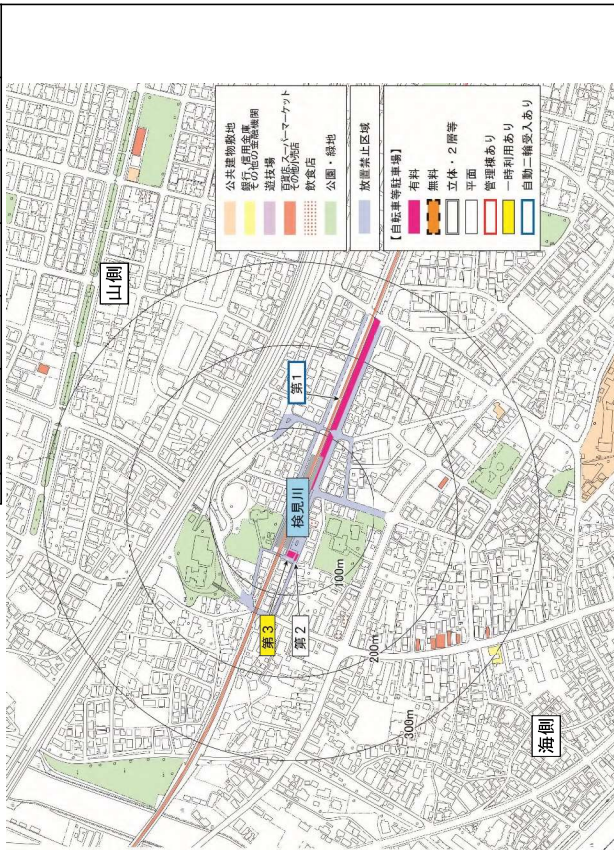 山側
第1
検見川
第3
第2
100m
200m
300m
海側
公共建物敷地
銀行、信用金庫
その他の金融機関
遊技場
百貨店、スーパーマーケット
その他小売店
飲食店
公園・緑地
放置禁止区域
【自転車等駐車場】
有料
無料
立体・2層等
平面
管理棟あり
一時利用あり
自動二輪受入あり